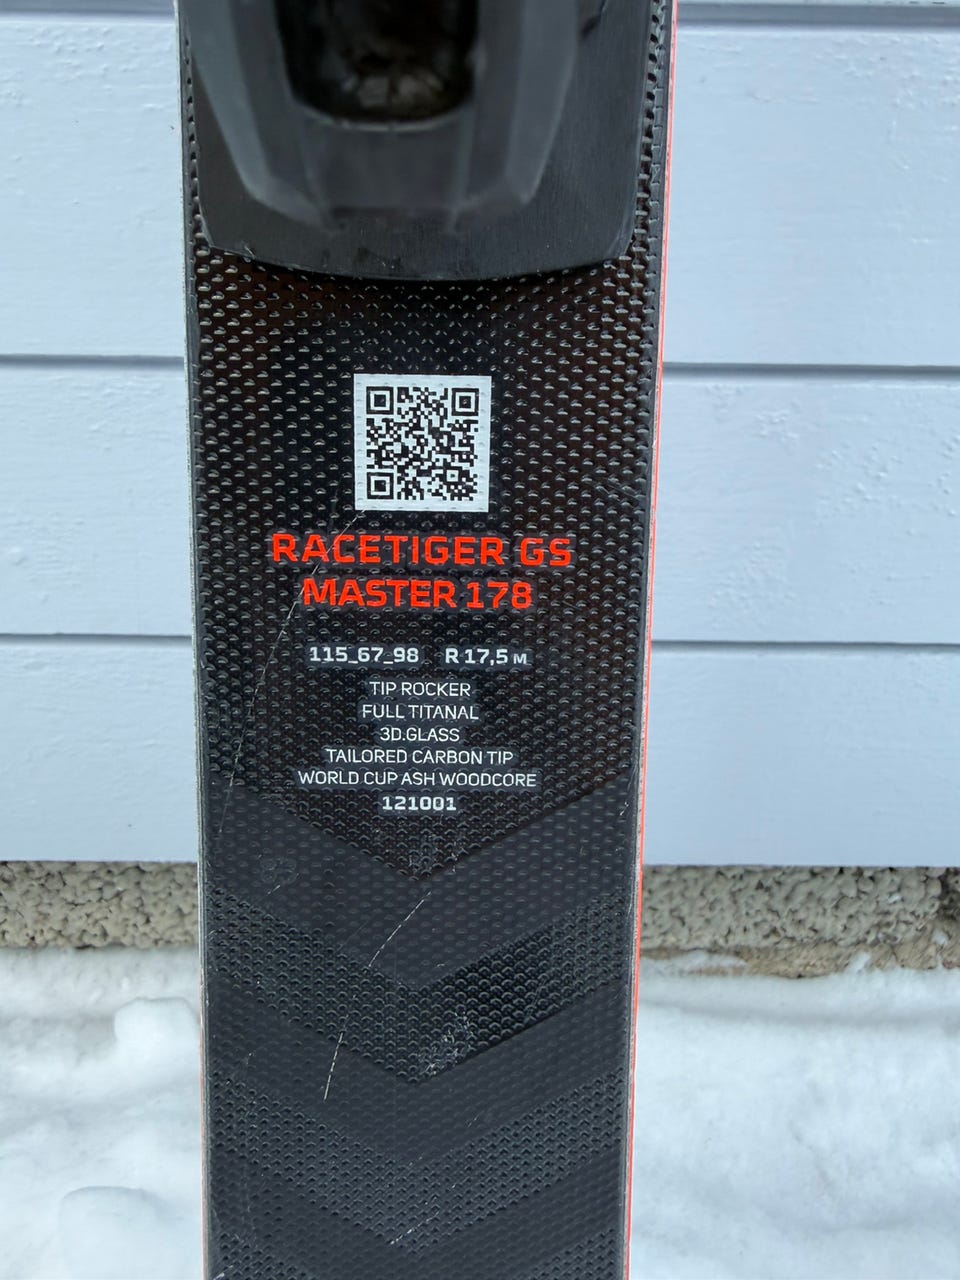 RACETIGER GS
MASTER 178
115_67_98 R 17,5 M
TIP ROCKER
FULL TITANAL
3D.GLASS
TAILORED CARBON TIP
WORLD CUP ASH WOODCORE
121001